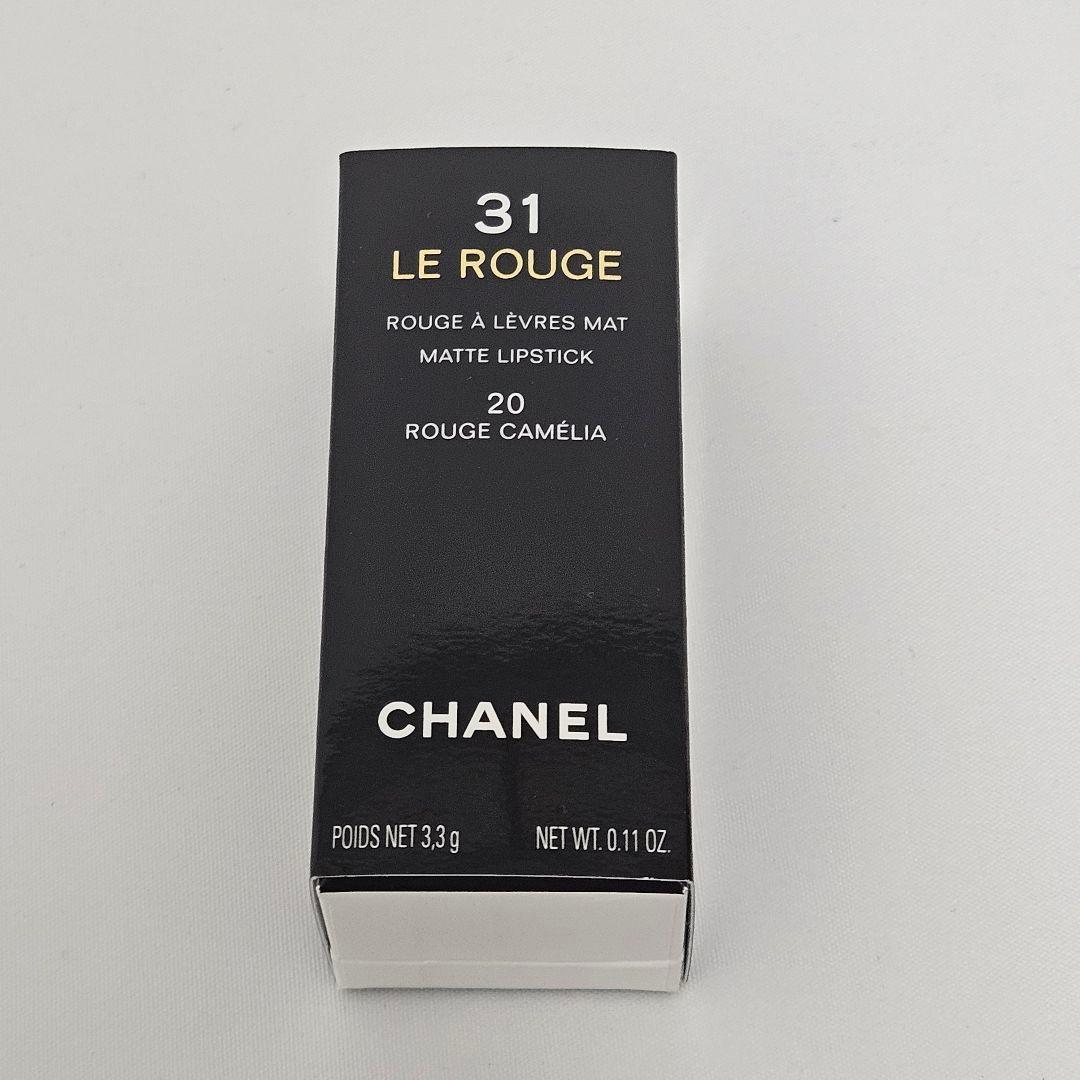 31
LE ROUGE
ROUGE À LÈVRES MAT
MATTE LIPSTICK
20
ROUGE CAMÉLIA
CHANEL
POIDS NET 3,3 g NET WT. 0.11 OZ.